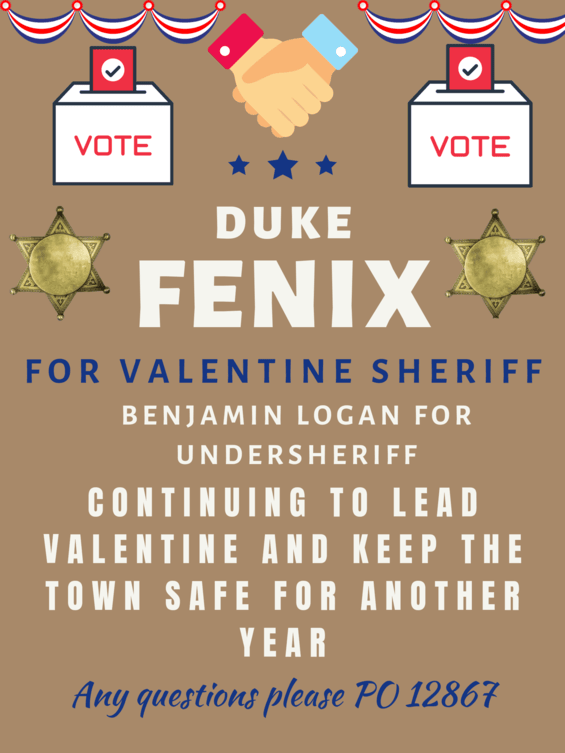 VOTE
VOTE
DUKE
FENIX
FOR VALENTINE SHERIFF
BENJAMIN LOGAN FOR
UNDERSHERIFF
CONTINUING TO LEAD
VALENTINE AND KEEP THE
TOWN SAFE FOR ANOTHER
YEAR
Any questions please PO 12867